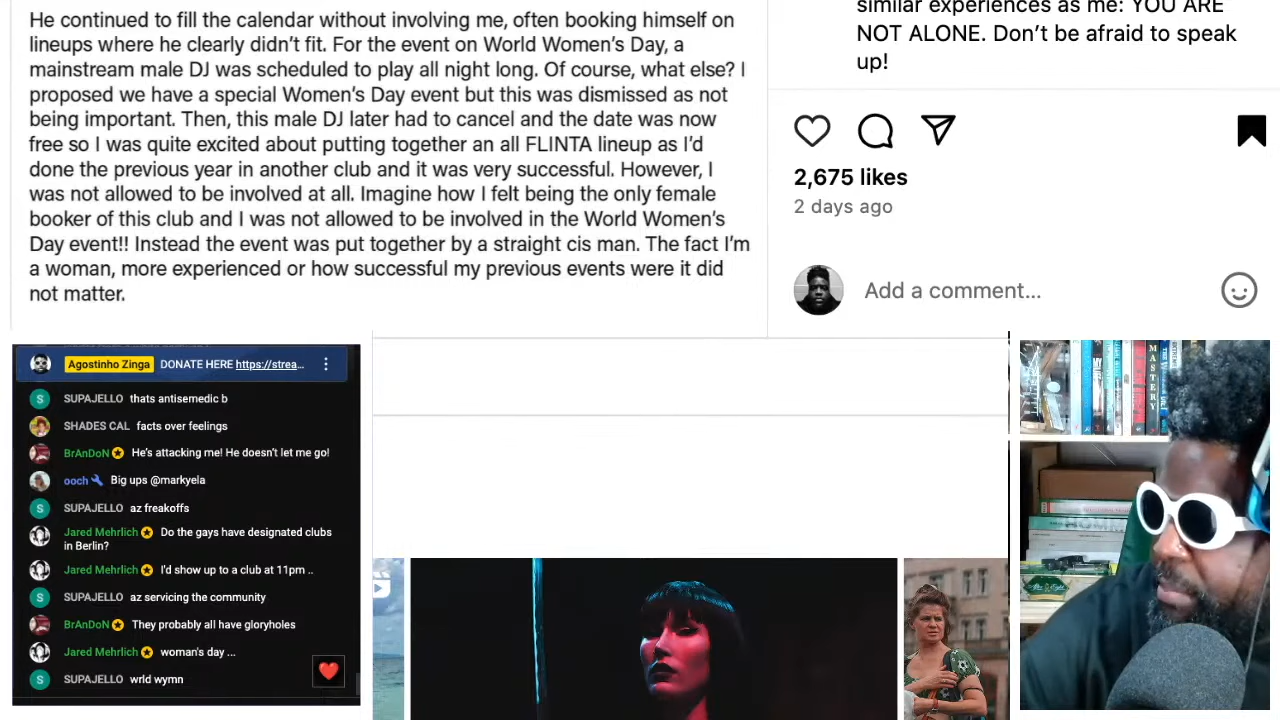 He continued to fill the calendar without involving me, often booking himself on
lineups where he clearly didn't fit. For the event on World Women's Day, a
mainstream male DJ was scheduled to play all night long. Of course, what else? I
proposed we have a special Women's Day event but this was dismissed as not
being important. Then, this male DJ later had to cancel and the date was now
free so I was quite excited about putting together an all FLINTA lineup as I'd
done the previous year in another club and it was very successful. However, I
was not allowed to be involved at all. Imagine how I felt being the only female
booker of this club and I was not allowed to be involved in the World Women's
Day event!! Instead the event was put together by a straight cis man. The fact I'm
a woman, more experienced or how successful my previous events were it did
not matter.
similar experiences as me: YOU ARE
NOT ALONE. Don't be afraid to speak
up!
2,675 likes
2 days ago
Add a comment...
Agostinho Zinga DONATE HERE https://strea...
S SUPAJELLO thats antisemedic b
SHADES CAL facts over feelings
BrAnDoN He's attacking me! He doesn't let me go!
ooch Big ups @markyela
S SUPAJELLO az freakoffs
Jared Mehrlich Do the gays have designated clubs
in Berlin?
Jared Mehrlich I'd show up to a club at 11pm ..
S SUPAJELLO az servicing the community
BrAnDoN They probably all have gloryholes
Jared Mehrlich woman's day ...
S SUPAJELLO wrld wymn
MASTERY